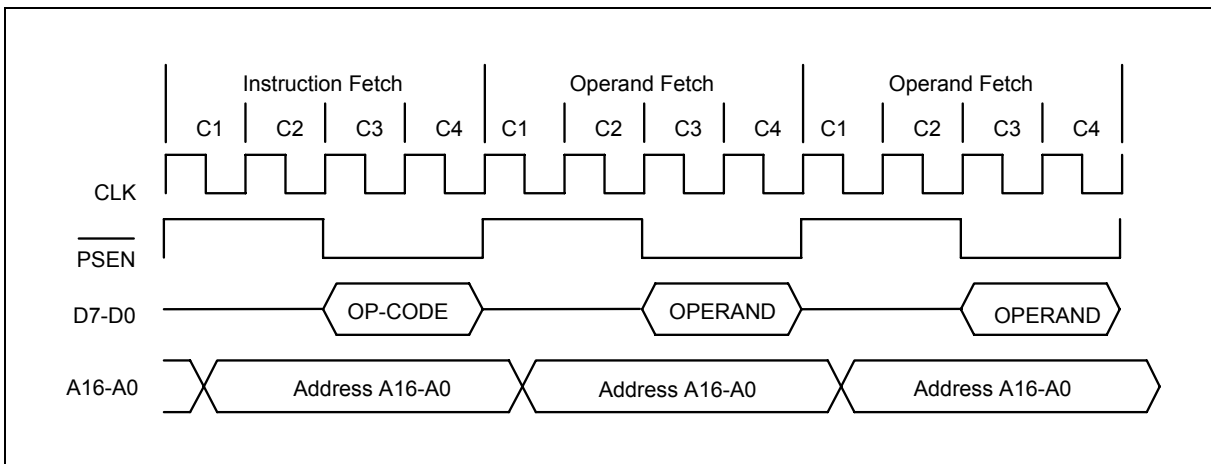 Instruction Fetch Operand Fetch Operand Fetch
C1 C2 C3 C4 C1 C2 C3 C4 C1 C2 C3 C4
CLK
PSEN
D7-D0 OP-CODE OPERAND OPERAND
A16-A0 Address A16-A0 Address A16-A0 Address A16-A0